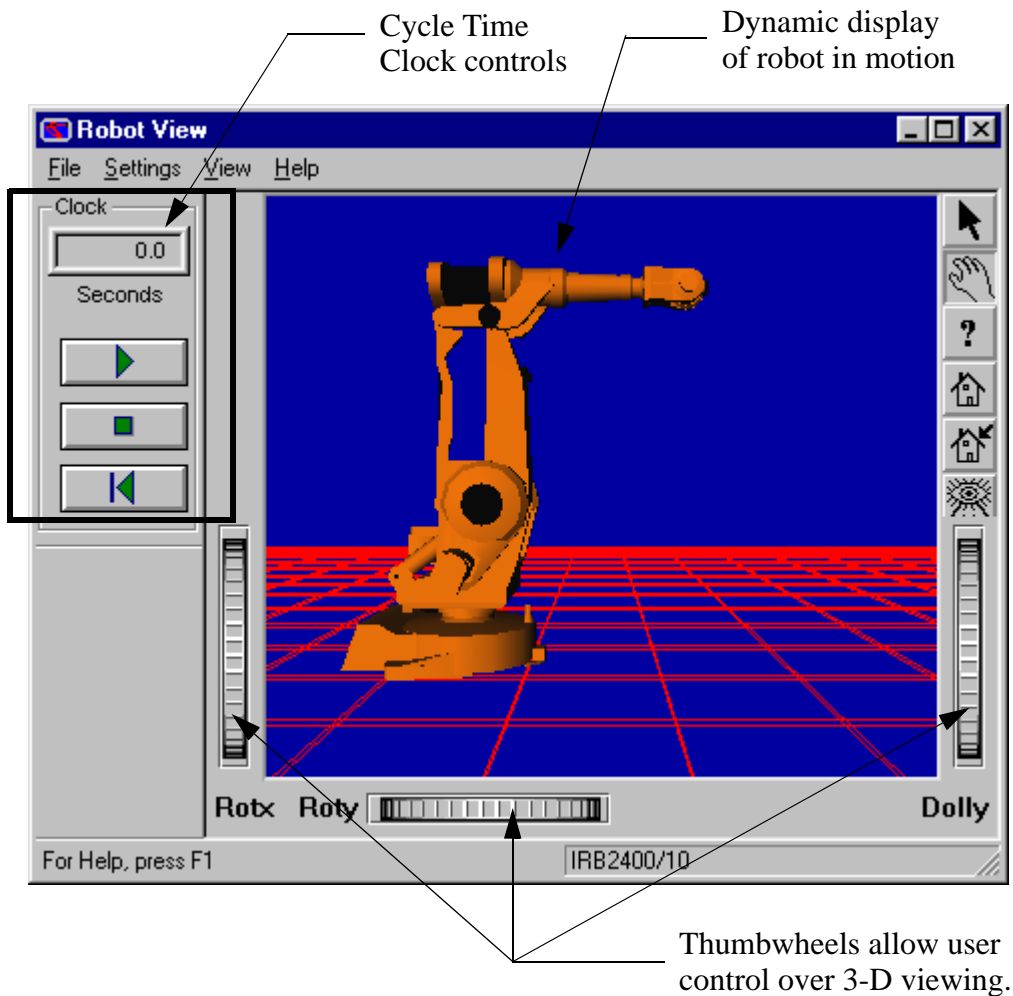 Cycle Time
Clock controls
Dynamic display
of robot in motion
Robot View
File Settings View Help
Clock
0.0
Seconds
?
Rotx Roty
Dolly
For Help, press F1
IRB2400/10
Thumbwheels allow user
control over 3-D viewing.